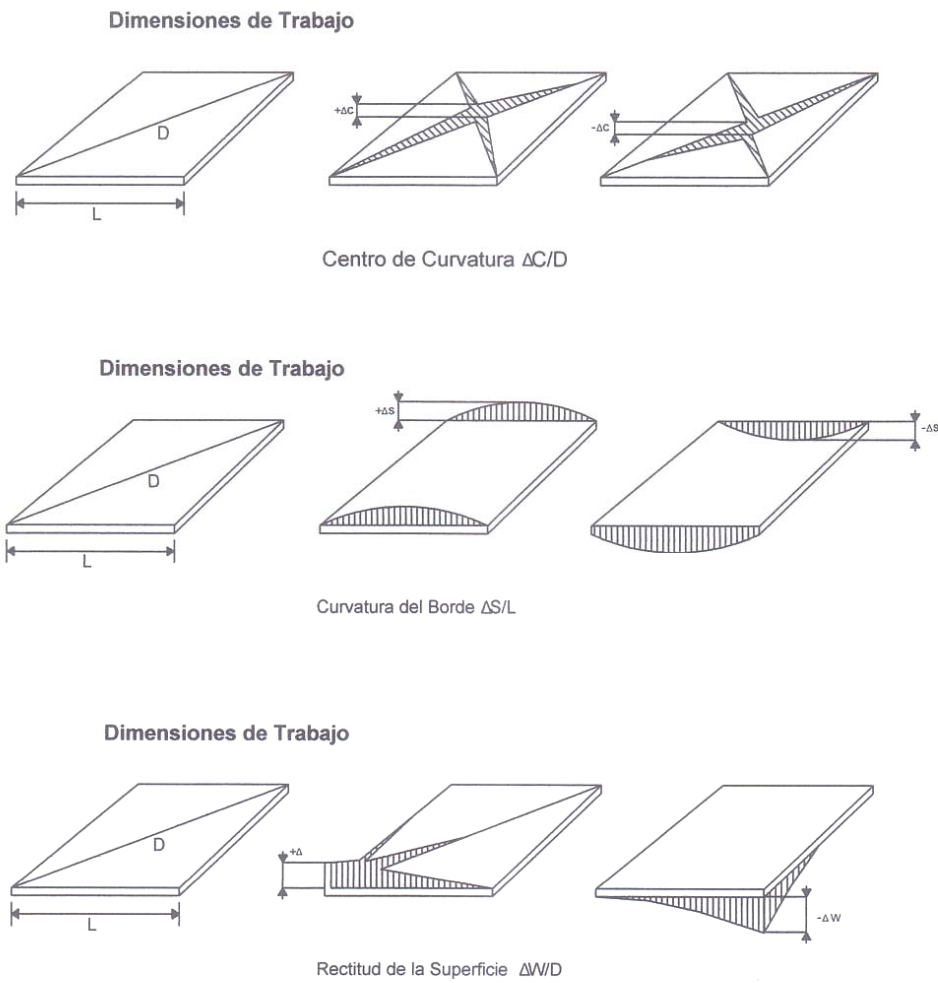 Dimensiones de Trabajo
D
L
+ΔC
-ΔC
Centro de Curvatura ΔC/D
Dimensiones de Trabajo
D
L
+ΔS
-ΔS
Curvatura del Borde ΔS/L
Dimensiones de Trabajo
D
L
+Δ
-Δ W
Rectitud de la Superficie ΔW/D